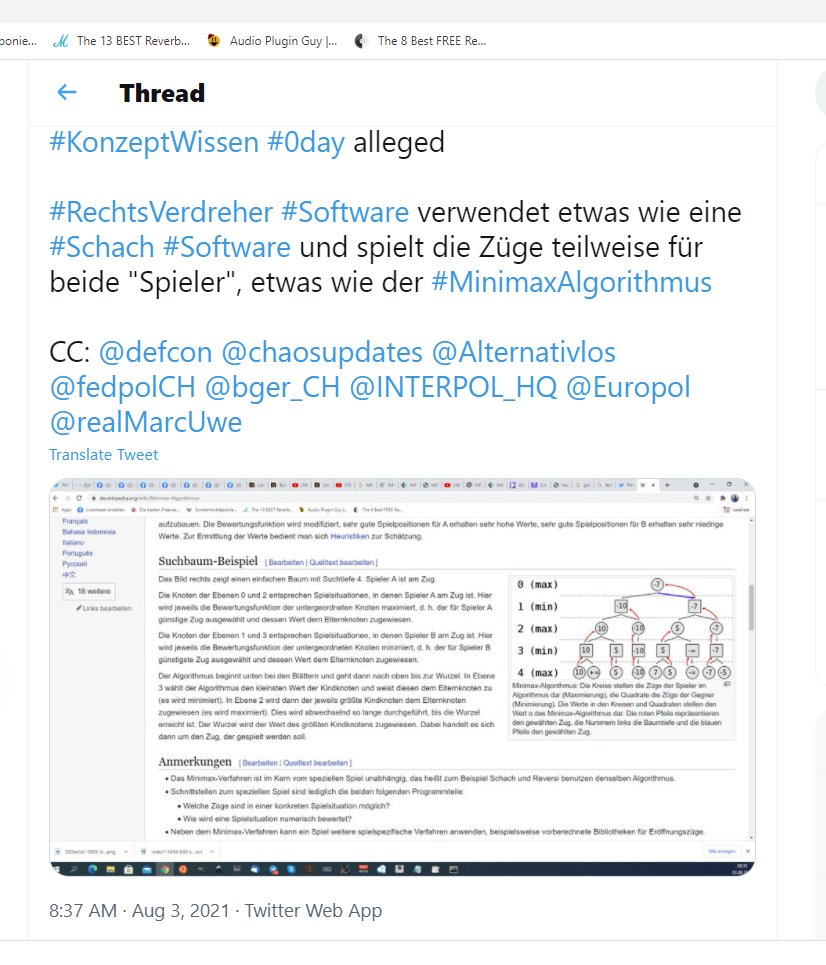 The 13 BEST Reverb...
Audio Plugin Guy |...
The 8 Best FREE Re...
Thread
#KonzeptWissen #0day alleged
#RechtsVerdreher #Software verwendet etwas wie eine
#Schach #Software und spielt die Züge teilweise für
beide "Spieler", etwas wie der #MinimaxAlgorithmus
CC: @defcon @chaosupdates @Alternativlos
@fedpolCH @bger_CH @INTERPOL_HQ @Europol
@realMarcUwe
Translate Tweet
de.wikipedia.org/wiki/Minimax-Algorithmus
Français
Bahasa Indonesia
Italiano
Português
Русский
中文
18 weitere
Links bearbeiten
aufzubauen. Die Bewertungsfunktion wird modifiziert, sehr gute Spielpositionen für A erhalten sehr hohe Werte, sehr gute Spielpositionen für B erhalten sehr niedrige
Werte. Zur Ermittlung der Werte bedient man sich Heuristiken zur Schätzung.
Suchbaum-Beispiel [ Bearbeiten | Quelltext bearbeiten ]
Das Bild rechts zeigt einen einfachen Baum mit Suchtiefe 4. Spieler A ist am Zug.
Die Knoten der Ebenen 0 und 2 entsprechen Spielsituationen, in denen Spieler A am Zug ist. Hier
wird jeweils die Bewertungsfunktion der untergeordneten Knoten maximiert, d. h. der für Spieler A
günstige Zug ausgewählt und dessen Wert dem Elternknoten zugewiesen.
Die Knoten der Ebenen 1 und 3 entsprechen Spielsituationen, in denen Spieler B am Zug ist. Hier
wird jeweils die Bewertungsfunktion der untergeordneten Knoten minimiert, d. h. der für Spieler B
günstigste Zug ausgewählt und dessen Wert dem Elternknoten zugewiesen.
Der Algorithmus beginnt unten bei den Blättern und geht dann nach oben bis zur Wurzel. In Ebene
3 wählt der Algorithmus den kleinsten Wert der Kindknoten und weist diesen dem Elternknoten zu
(es wird minimiert). In Ebene 2 wird dann der jeweils größte Kindknoten dem Elternknoten
zugewiesen (es wird maximiert). Dies wird abwechselnd so lange durchgeführt, bis die Wurzel
erreicht ist. Der Wurzel wird der Wert des größten Kindknotens zugewiesen. Dabei handelt es sich
dann um den Zug, der gespielt werden soll.
0 (max) -7
1 (min) -10 -7
2 (max) 10 -10 5 -7
3 (min) 10 5 -10 5 -∞ -7
4 (max) 10 +∞ 5 -10 7 5 -∞ -7 -5
Minimax-Algorithmus: Die Kreise stellen die Züge der Spieler im
Algorithmus dar (Maximierung), die Quadrate die Züge der Gegner
(Minimierung). Die Werte in den Kreisen und Quadraten stellen den
Wert α des Minimax-Algorithmus dar. Die roten Pfeile repräsentieren
den gewählten Zug, die Nummern links die Baumtiefe und die blauen
Pfeile den gewählten Zug.
Anmerkungen [ Bearbeiten | Quelltext bearbeiten ]
• Das Minimax-Verfahren ist im Kern vom speziellen Spiel unabhängig, das heißt zum Beispiel Schach und Reversi benutzen denselben Algorithmus.
• Schnittstellen zum speziellen Spiel sind lediglich die beiden folgenden Programmteile:
• Welche Züge sind in einer konkreten Spielsituation möglich?
• Wie wird eine Spielsituation numerisch bewertet?
• Neben dem Minimax-Verfahren kann ein Spiel weitere spielspezifische Verfahren anwenden, beispielsweise vorberechnete Bibliotheken für Eröffnungszüge.
Alle anzeigen
8:37 AM · Aug 3, 2021 · Twitter Web App